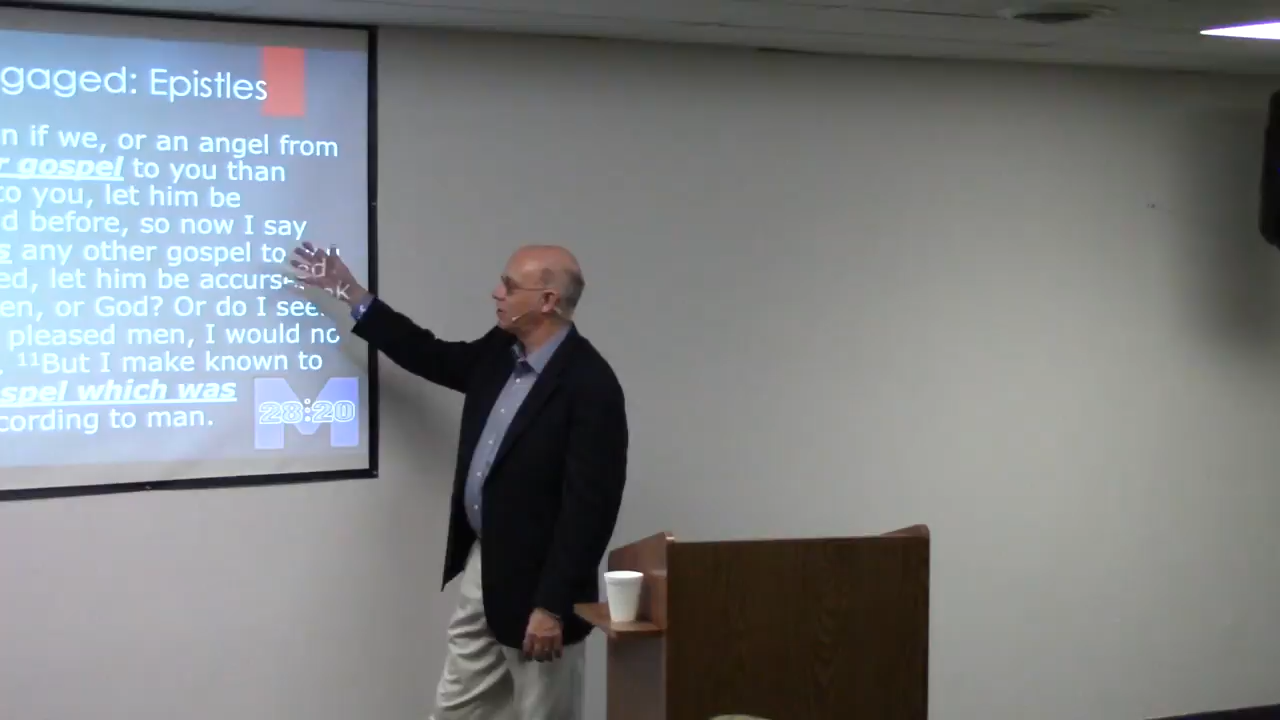 gaged: Epistles
n if we, or an angel from
r gospel to you than
to you, let him be
d before, so now I say
s any other gospel to
ed, let him be accurs
en, or God? Or do I see
pleased men, I would no
. ¹¹But I make known to
spel which was
cording to man.
M
28:20